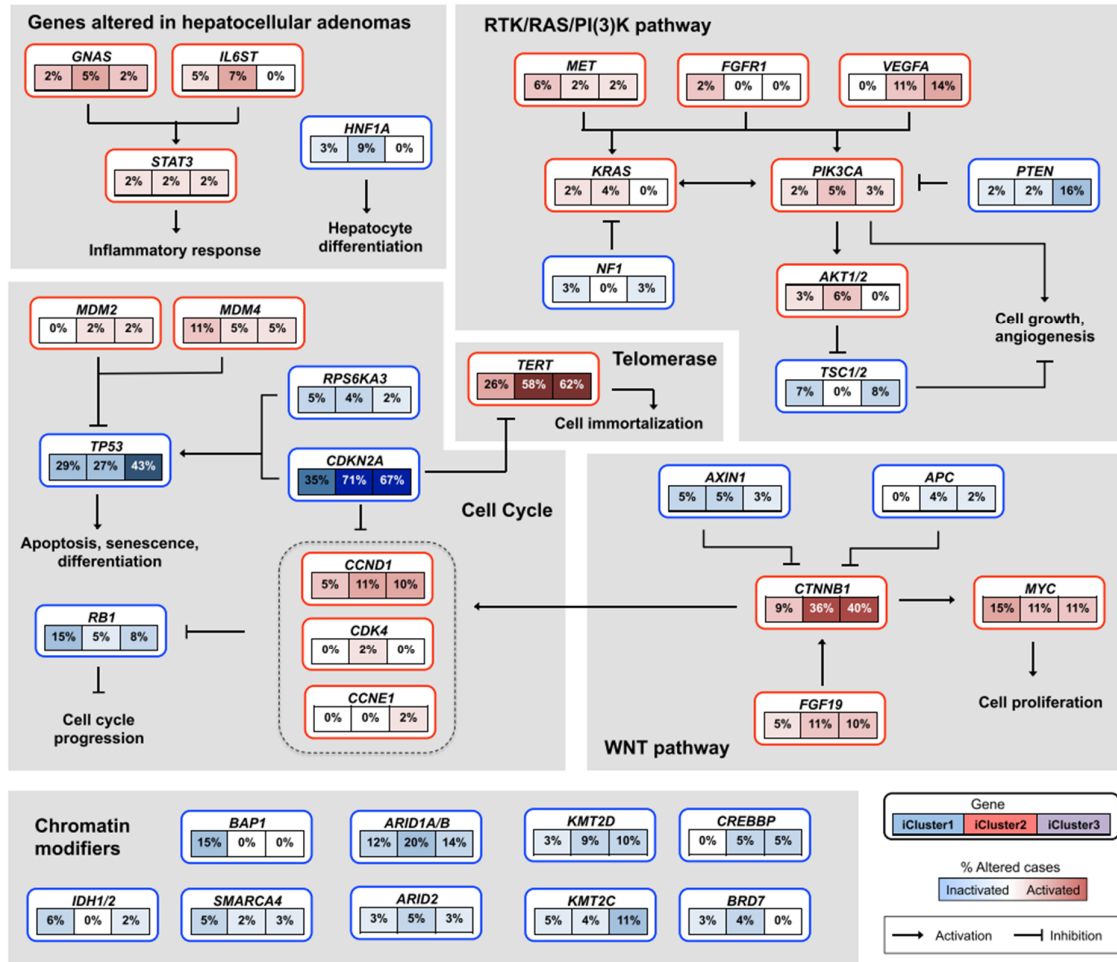 Genes altered in hepatocellular adenomas
GNAS
2% 5% 2%
IL6ST
5% 7% 0%
HNF1A
3% 9% 0%
STAT3
2% 2% 2%
Hepatocyte
differentiation
Inflammatory response
RTK/RAS/PI(3)K pathway
MET
6% 2% 2%
FGFR1
2% 0% 0%
VEGFA
0% 11% 14%
KRAS
2% 4% 0%
PIK3CA
2% 5% 3%
PTEN
2% 2% 16%
NF1
3% 0% 3%
AKT1/2
3% 6% 0%
Cell growth,
angiogenesis
TSC1/2
7% 0% 8%
MDM2
0% 2% 2%
MDM4
11% 5% 5%
RPS6KA3
5% 4% 2%
TP53
29% 27% 43%
CDKN2A
35% 71% 67%
Cell Cycle
Apoptosis, senescence,
differentiation
CCND1
5% 11% 10%
RB1
15% 5% 8%
CDK4
0% 2% 0%
CCNE1
0% 0% 2%
Cell cycle
progression
Telomerase
TERT
26% 58% 62%
Cell immortalization
AXIN1
5% 5% 3%
APC
0% 4% 2%
CTNNB1
9% 36% 40%
MYC
15% 11% 11%
FGF19
5% 11% 10%
Cell proliferation
WNT pathway
Chromatin
modifiers
BAP1
15% 0% 0%
ARID1A/B
12% 20% 14%
KMT2D
3% 9% 10%
CREBBP
0% 5% 5%
IDH1/2
6% 0% 2%
SMARCA4
5% 2% 3%
ARID2
3% 5% 3%
KMT2C
5% 4% 11%
BRD7
3% 4% 0%
Gene
iCluster1 iCluster2 iCluster3
% Altered cases
Inactivated Activated
Activation Inhibition